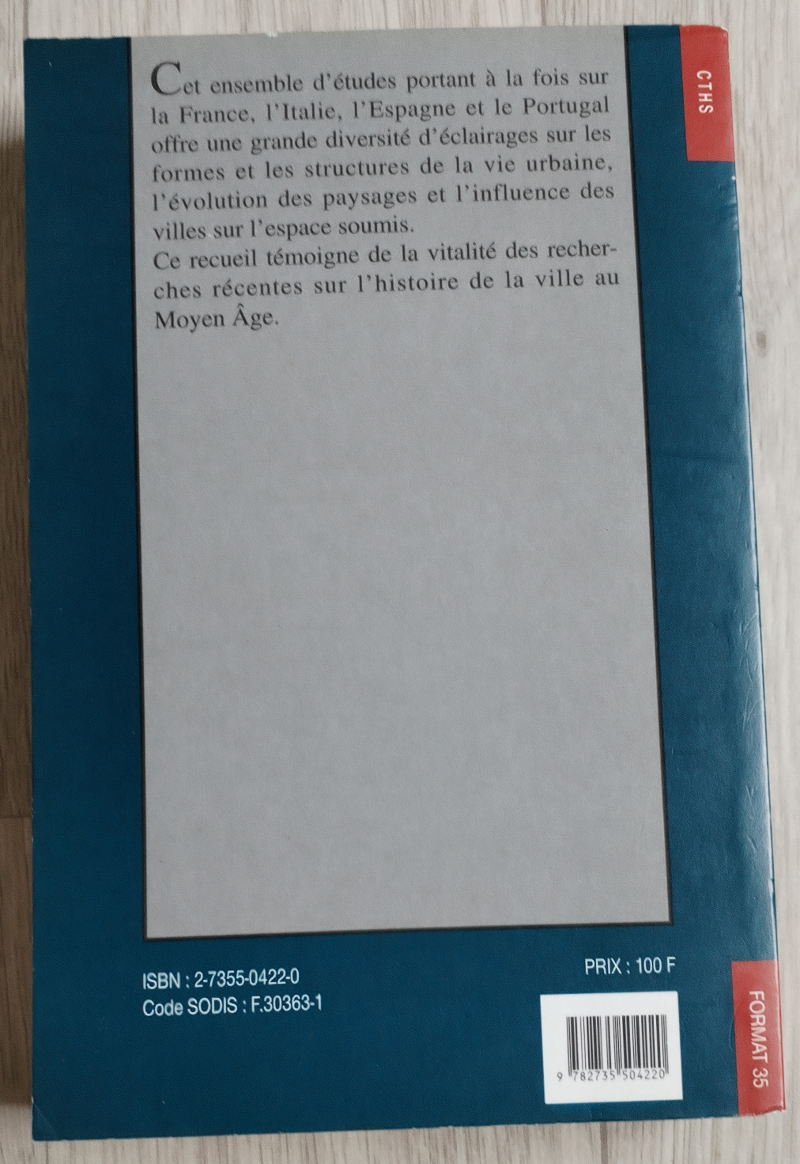 Cet ensemble d'études portant à la fois sur
la France, l'Italie, l'Espagne et le Portugal
offre une grande diversité d'éclairages sur les
formes et les structures de la vie urbaine,
l'évolution des paysages et l'influence des
villes sur l'espace soumis.
Ce recueil témoigne de la vitalité des recher-
ches récentes sur l'histoire de la ville au
Moyen Âge.
CTHS
ISBN : 2-7355-0422-0
Code SODIS : F.30363-1
PRIX : 100 F
9 782735 504220
FORMAT 35